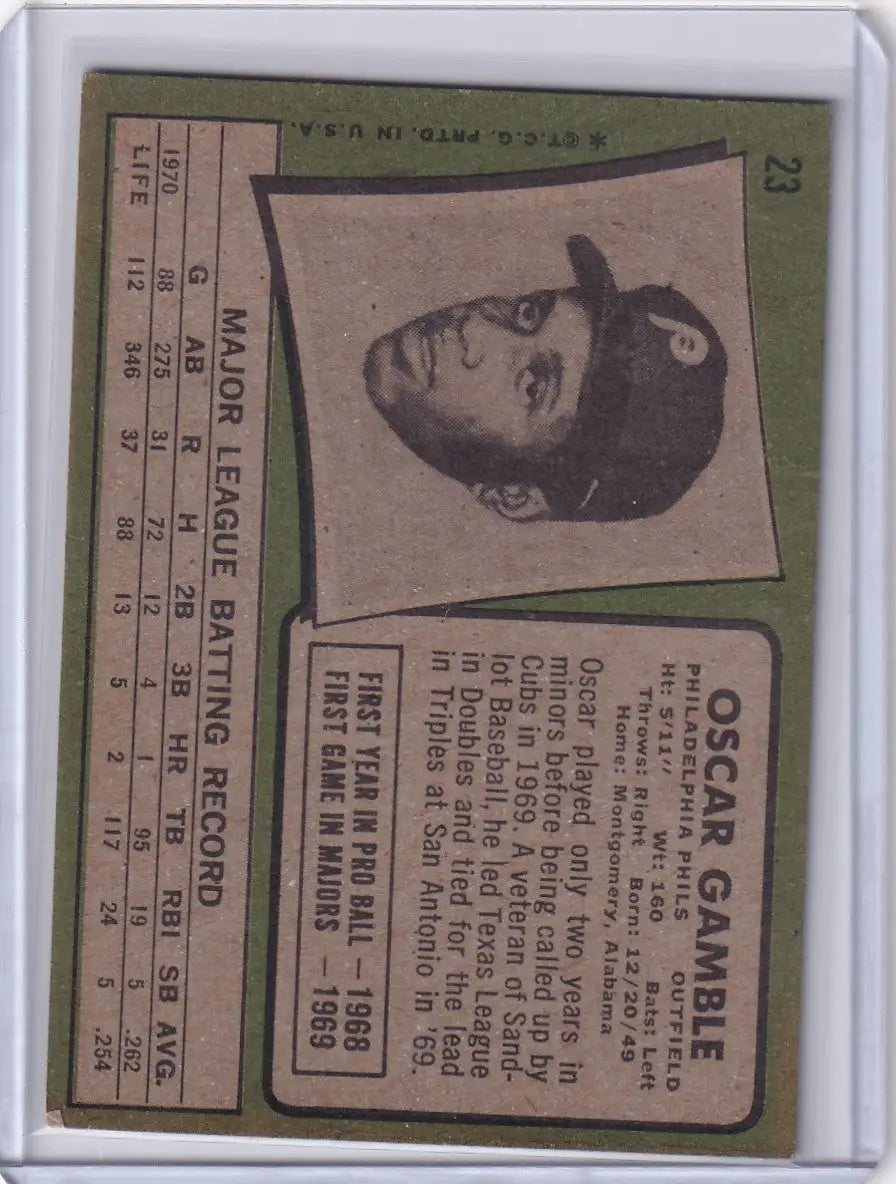 23
* ©T.C.G. PRTD. IN U.S.A.
P
OSCAR GAMBLE
PHILADELPHIA PHILS OUTFIELD
Ht: 5/11" Wt: 160 Bats: Left
Throws: Right Born: 12/20/49
Home: Montgomery, Alabama
Oscar played only two years in
minors before being called up by
Cubs in 1969. A veteran of Sand-
lot Baseball, he led Texas League
in Doubles and tied for the lead
in Triples at San Antonio in '69.
FIRST YEAR IN PRO BALL — 1968
FIRST GAME IN MAJORS — 1969
MAJOR LEAGUE BATTING RECORD
G AB R H 2B 3B HR TB RBI SB AVG.
1970 88 275 31 72 12 4 1 95 19 5 .262
LIFE 112 346 37 88 13 5 2 117 24 5 .254